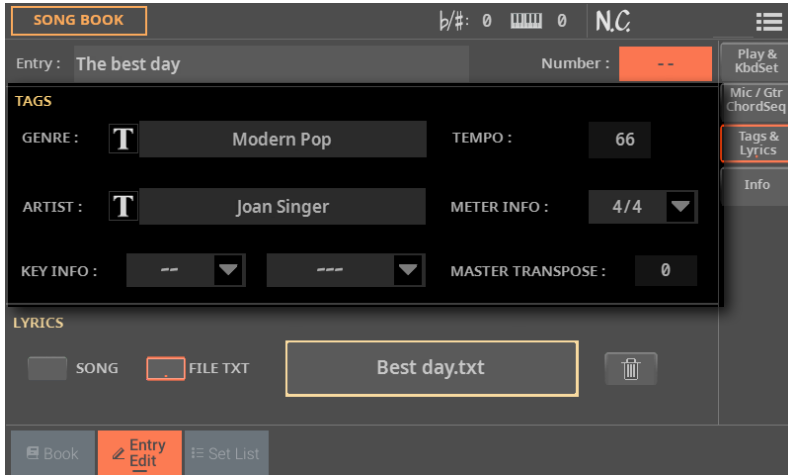 SONG BOOK
♭/♯: 0 0 N.C.
Entry : The best day Number : --
Play & KbdSet
TAGS
Mic / Gtr ChordSeq
GENRE : T Modern Pop TEMPO : 66
Tags & Lyrics
Info
ARTIST : T Joan Singer METER INFO : 4/4
KEY INFO : -- --- MASTER TRANSPOSE : 0
LYRICS
SONG FILE TXT Best day.txt
Book Entry Edit Set List